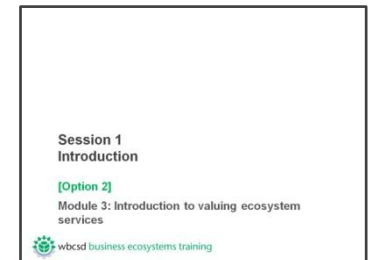 Session 1
Introduction
[Option 2]
Module 3: Introduction to valuing ecosystem
services
wbcsd business ecosystems training